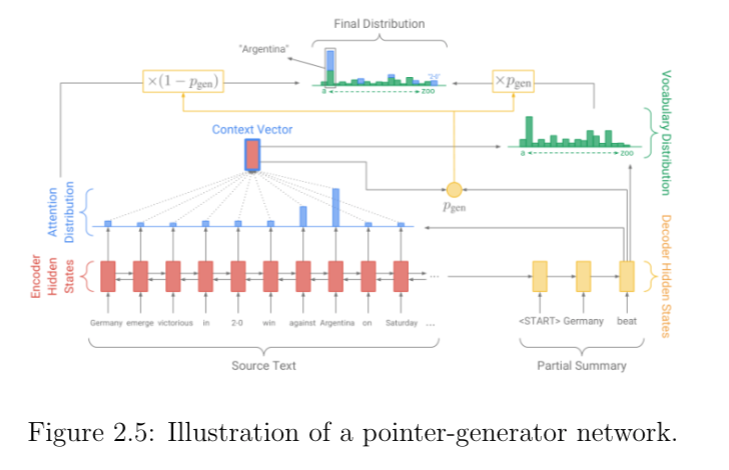 Final Distribution
"Argentina"
×(1 − pgen)
×pgen
a
zoo
Context Vector
a
zoo
Vocabulary Distribution
Attention
Distribution
pgen
Encoder
Hidden
States
...
Decoder Hidden States
Germany emerge victorious in 2-0 win against Argentina on Saturday ...
<START> Germany beat
Source Text
Partial Summary
Figure 2.5: Illustration of a pointer-generator network.